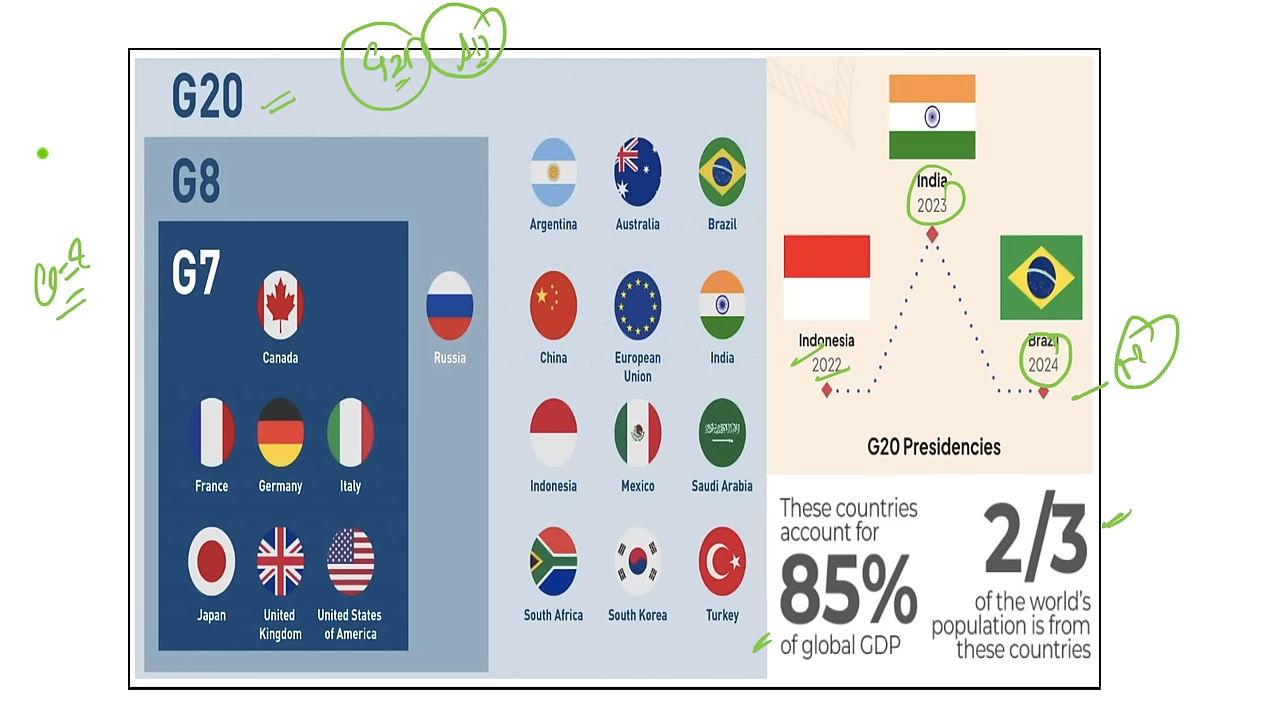 G20
G8
G7
Canada
Russia
France
Germany
Italy
Japan
United
Kingdom
United States
of America
Argentina
Australia
Brazil
China
European
Union
India
Indonesia
Mexico
Saudi Arabia
South Africa
South Korea
Turkey
India
2023
Indonesia
2022
Brazil
2024
G20 Presidencies
These countries
account for
85%
of global GDP
2/3
of the world's
population is from
these countries